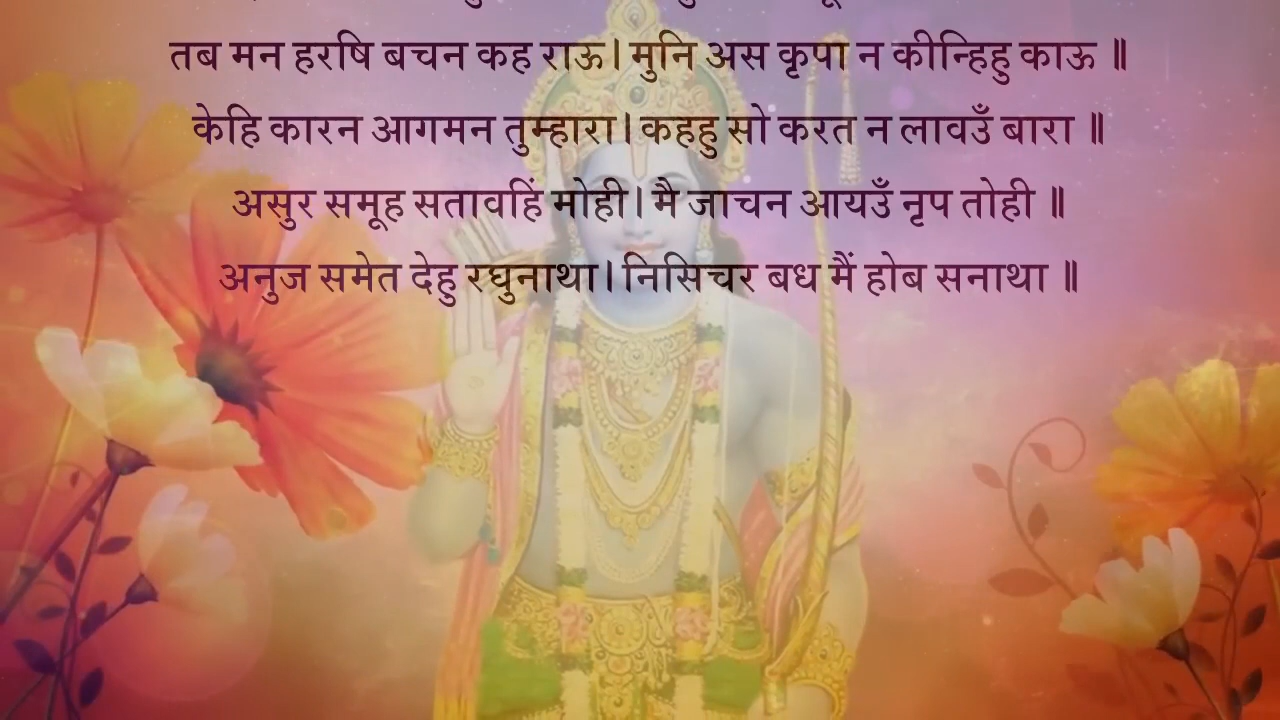 तब मन हरषि बचन कह राऊ। मुनि अस कृपा न कीन्हिहु काऊ ॥
केहि कारन आगमन तुम्हारा। कहहु सो करत न लावउँ बारा ॥
असुर समूह सतावहिं मोही। मै जाचन आयउँ नृप तोही ॥
अनुज समेत देहु रघुनाथा। निसिचर बध मैं होब सनाथा ॥